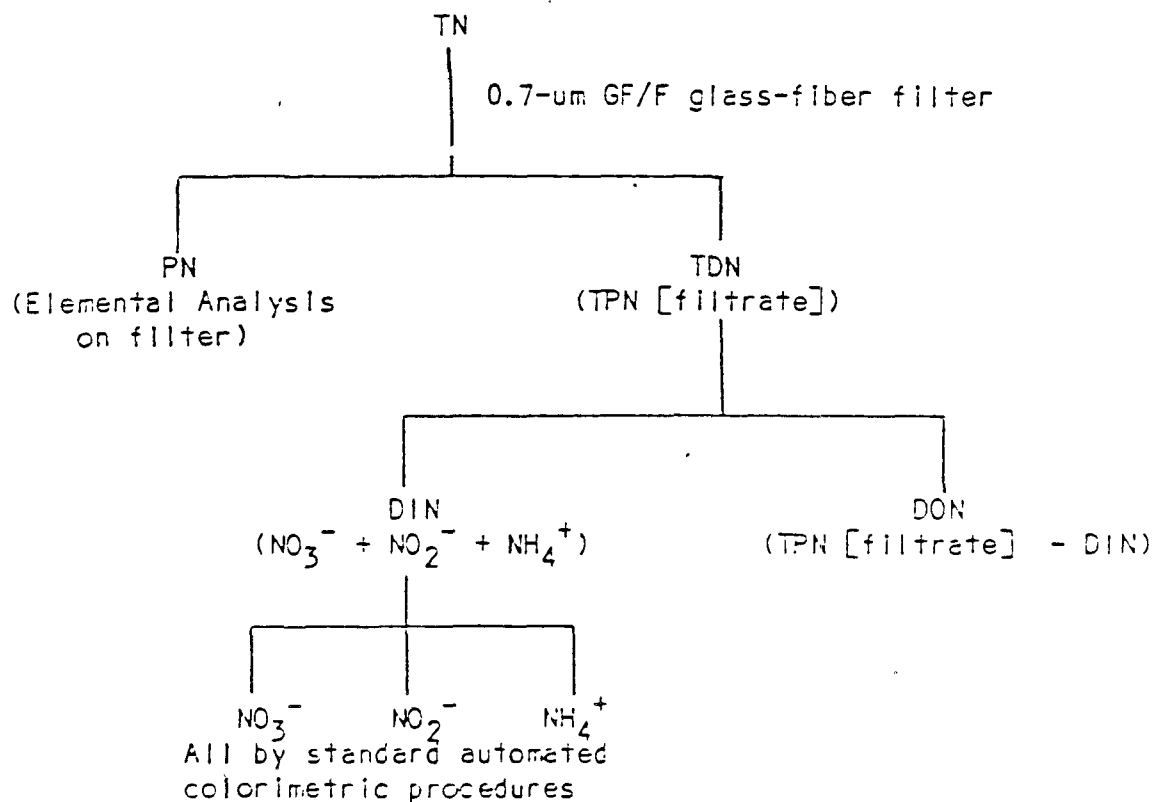 TN
0.7-um GF/F glass-fiber filter
PN
(Elemental Analysis
on filter)
TDN
(TPN [filtrate])
DIN
(NO₃⁻ + NO₂⁻ + NH₄⁺)
DON
(TPN [filtrate] - DIN)
NO₃⁻ NO₂⁻ NH₄⁺
All by standard automated
colorimetric procedures